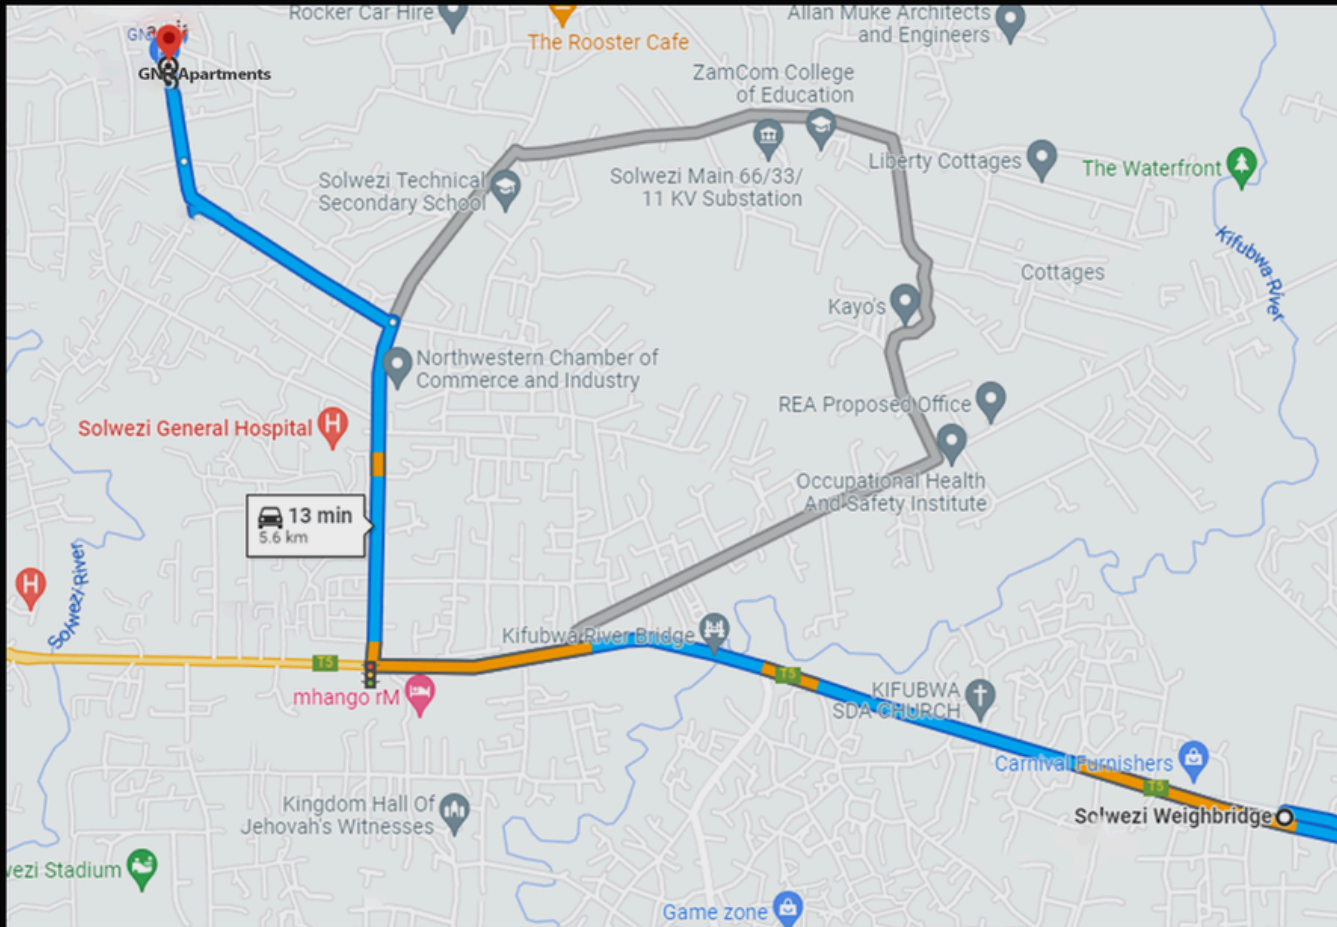 Rocker Car Hire
The Rooster Cafe
Allan Muke Architects
and Engineers
GNR Apartments
ZamCom College
of Education
Liberty Cottages
The Waterfront
Solwezi Technical
Secondary School
Solwezi Main 66/33/
11 KV Substation
Kifubwa River
Cottages
Kayo's
Northwestern Chamber of
Commerce and Industry
REA Proposed Office
Solwezi General Hospital
H
Occupational Health
And Safety Institute
13 min
5.6 km
H
Solwezi River
Kifubwa River Bridge
T5
T5
mhango rM
KIFUBWA
SDA CHURCH
Carnival Furnishers
T5
Solwezi Weighbridge
Kingdom Hall Of
Jehovah's Witnesses
wezi Stadium
Game zone